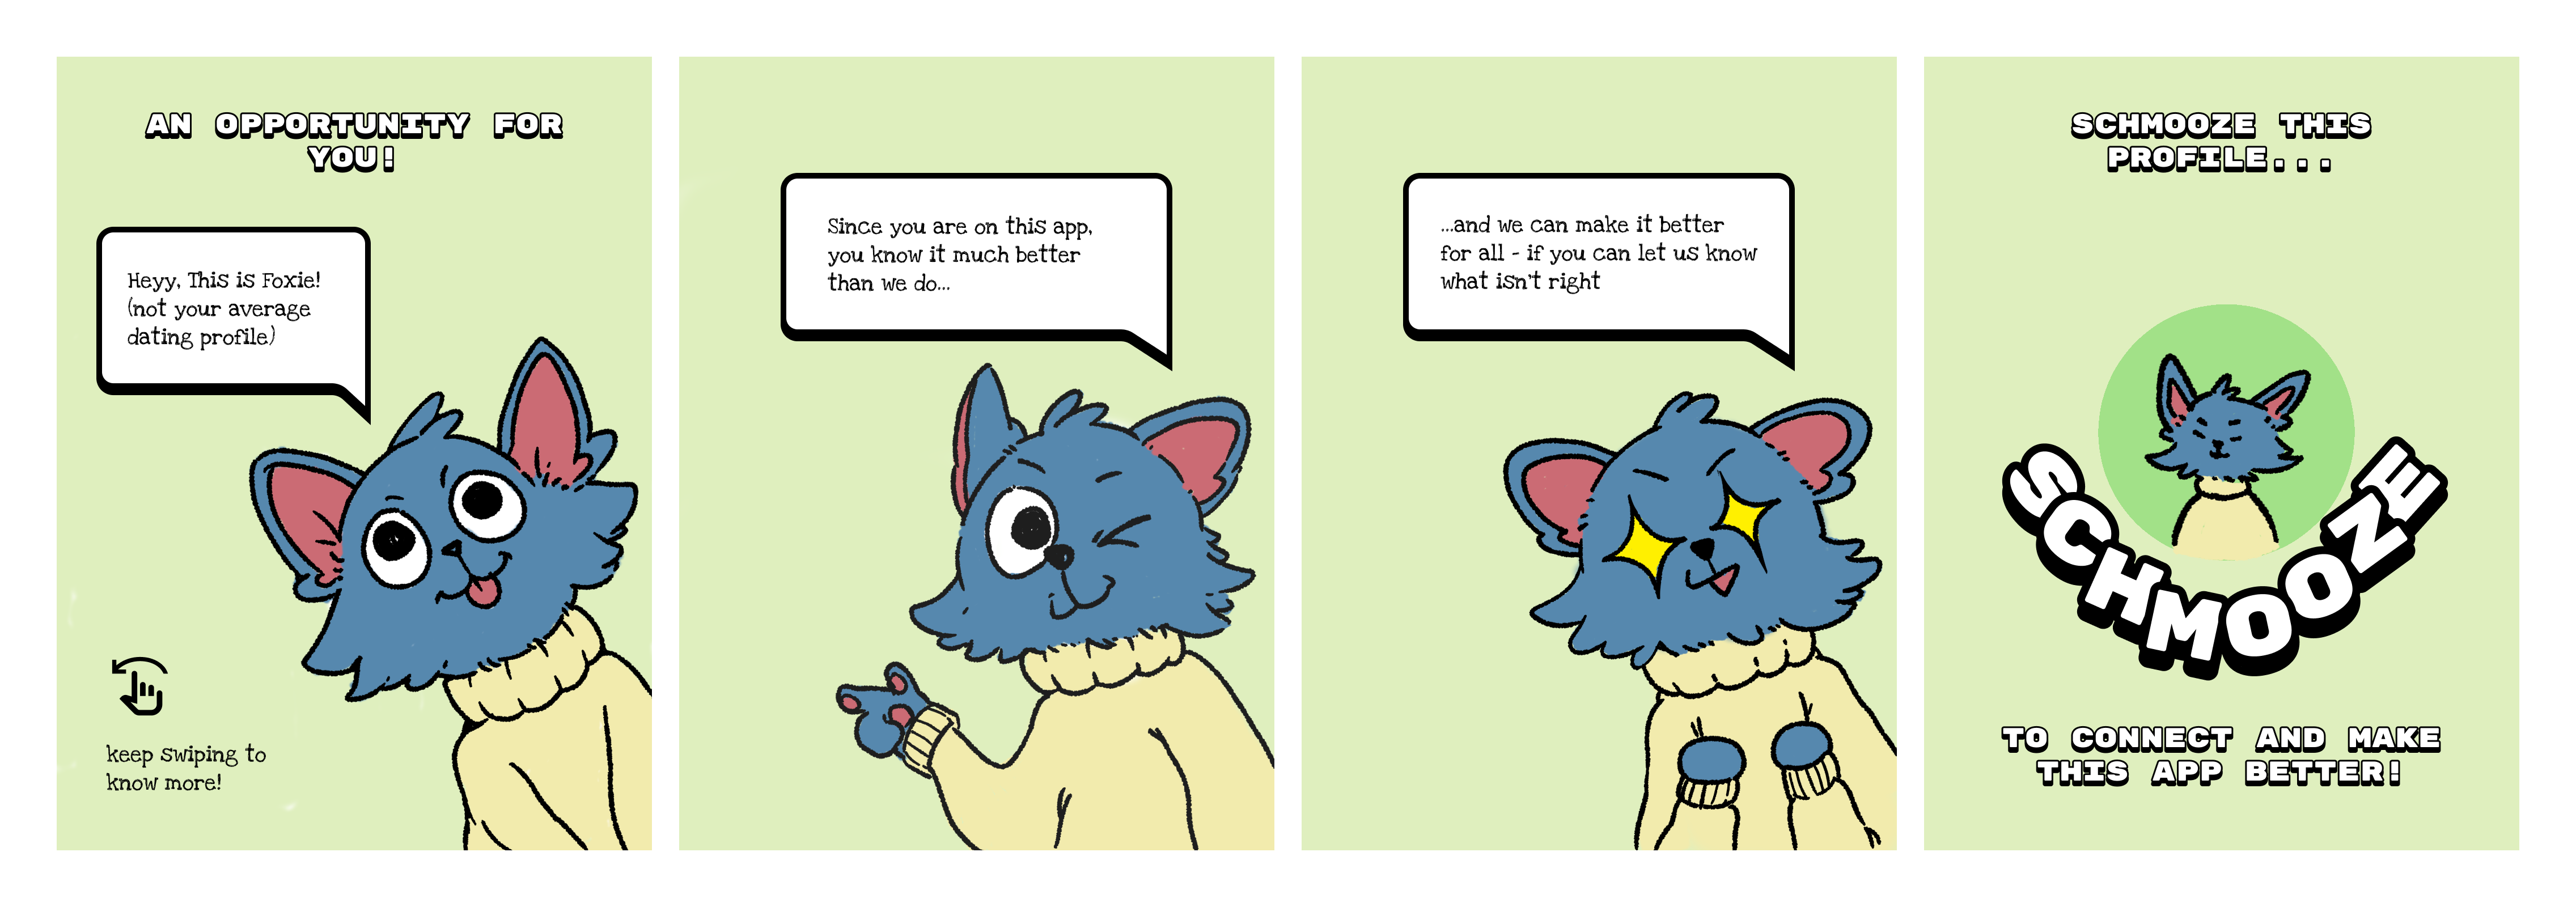 AN OPPORTUNITY FOR
YOU!
Heyy, This is Foxie!
(not your average
dating profile)
keep swiping to
know more!
Since you are on this app,
you know it much better
than we do...
...and we can make it better
for all - if you can let us know
what isn't right
SCHMOOZE THIS
PROFILE...
SCHMOOZE
TO CONNECT AND MAKE
THIS APP BETTER!